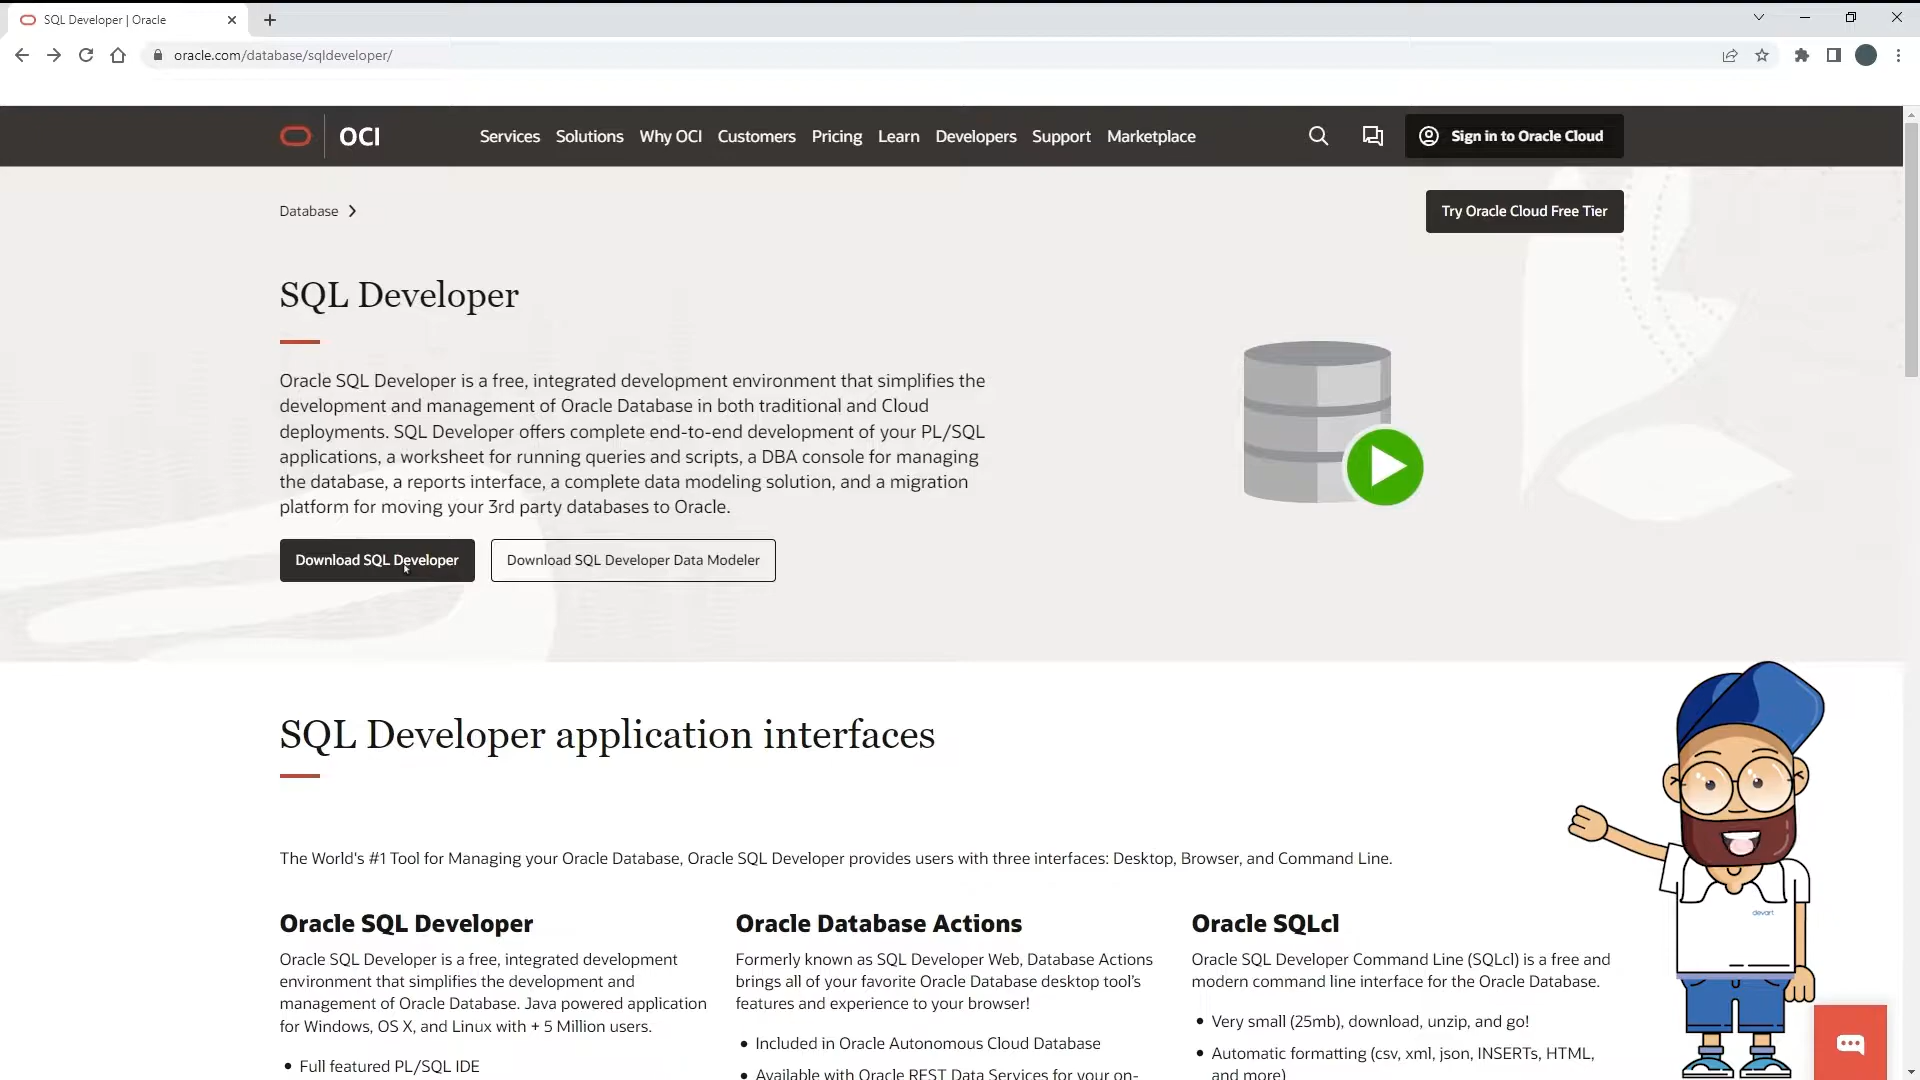 SQL Developer | Oracle
oracle.com/database/sqldeveloper/
OCI
Services Solutions Why OCI Customers Pricing Learn Developers Support Marketplace
Sign in to Oracle Cloud
Database
Try Oracle Cloud Free Tier
SQL Developer
Oracle SQL Developer is a free, integrated development environment that simplifies the
development and management of Oracle Database in both traditional and Cloud
deployments. SQL Developer offers complete end-to-end development of your PL/SQL
applications, a worksheet for running queries and scripts, a DBA console for managing
the database, a reports interface, a complete data modeling solution, and a migration
platform for moving your 3rd party databases to Oracle.
Download SQL Developer
Download SQL Developer Data Modeler
SQL Developer application interfaces
The World's #1 Tool for Managing your Oracle Database, Oracle SQL Developer provides users with three interfaces: Desktop, Browser, and Command Line.
Oracle SQL Developer
Oracle SQL Developer is a free, integrated development
environment that simplifies the development and
management of Oracle Database. Java powered application
for Windows, OS X, and Linux with + 5 Million users.
• Full featured PL/SQL IDE
Oracle Database Actions
Formerly known as SQL Developer Web, Database Actions
brings all of your favorite Oracle Database desktop tool's
features and experience to your browser!
• Included in Oracle Autonomous Cloud Database
• Available with Oracle REST Data Services for your on-
Oracle SQLcl
Oracle SQL Developer Command Line (SQLcl) is a free and
modern command line interface for the Oracle Database.
• Very small (25mb), download, unzip, and go!
• Automatic formatting (csv, xml, json, INSERTs, HTML,
and more)
devart